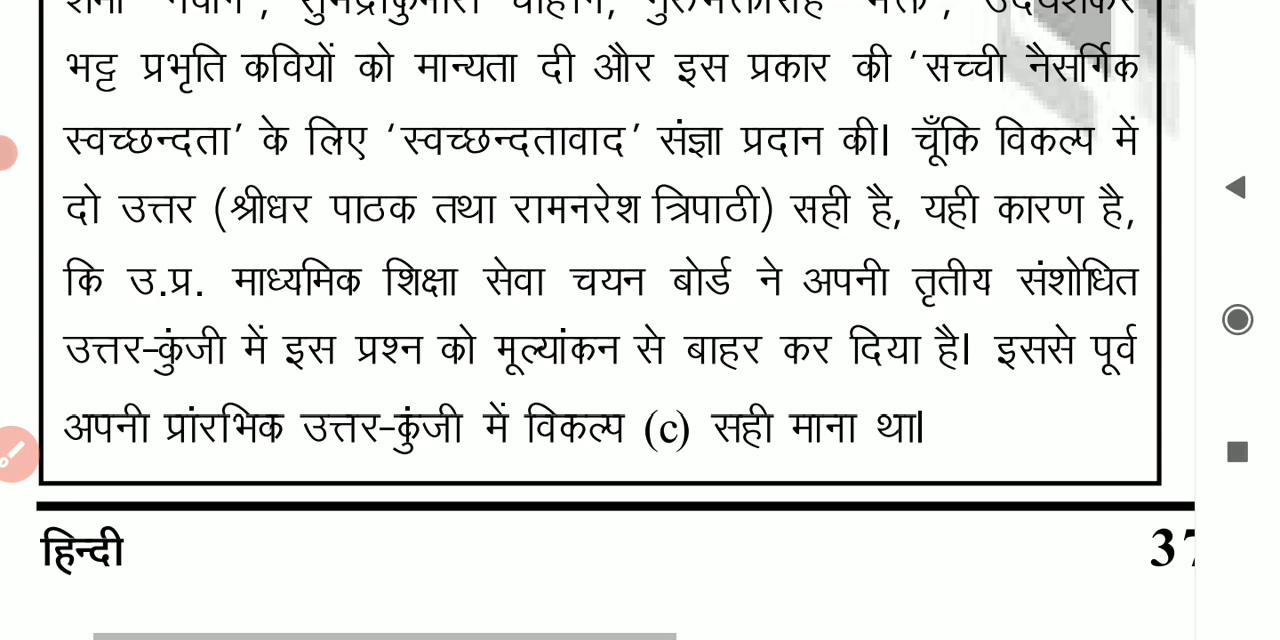 भट्ट प्रभृति कवियों को मान्यता दी और इस प्रकार की ‘सच्ची नैसर्गिक
स्वच्छन्दता’ के लिए ‘स्वच्छन्दतावाद’ संज्ञा प्रदान की। चूँकि विकल्प में
दो उत्तर (श्रीधर पाठक तथा रामनरेश त्रिपाठी) सही है, यही कारण है,
कि उ.प्र. माध्यमिक शिक्षा सेवा चयन बोर्ड ने अपनी तृतीय संशोधित
उत्तर-कुंजी में इस प्रश्न को मूल्यांकन से बाहर कर दिया है। इससे पूर्व
अपनी प्रांरभिक उत्तर-कुंजी में विकल्प (c) सही माना था।
हिन्दी